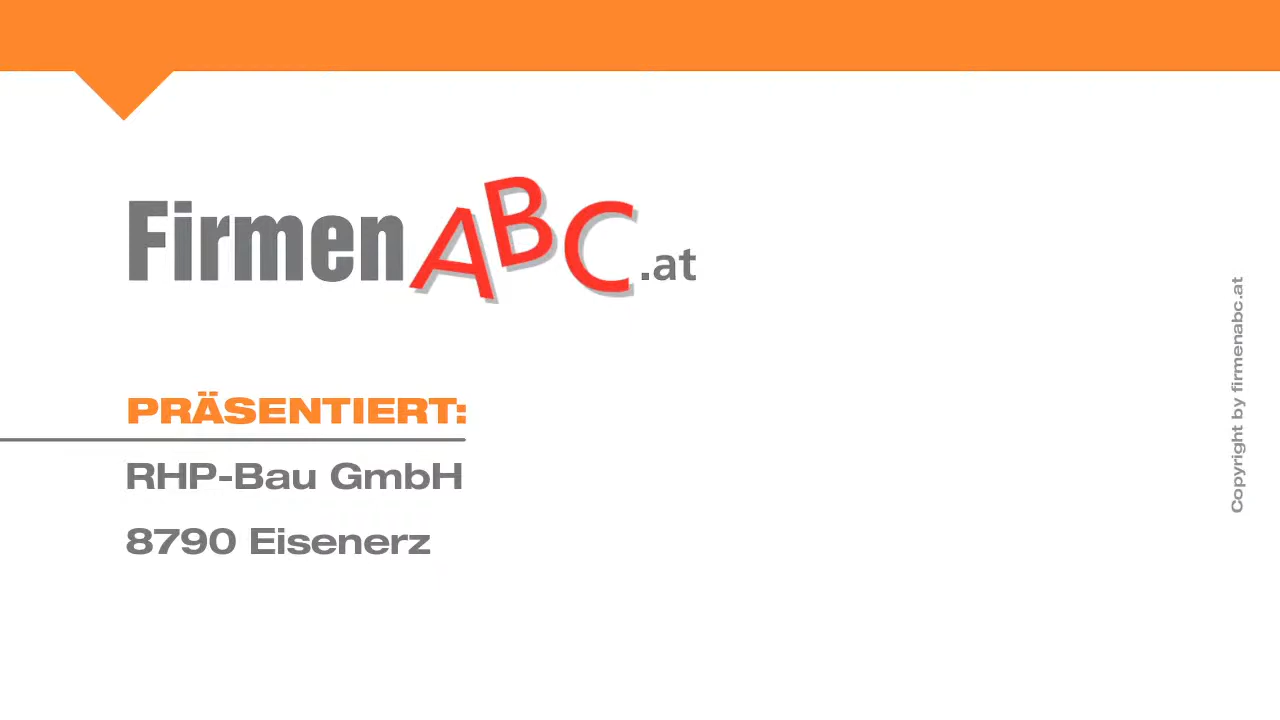 FirmenABC.at
PRÄSENTIERT:
RHP-Bau GmbH
8790 Eisenerz
Copyright by firmenabc.at